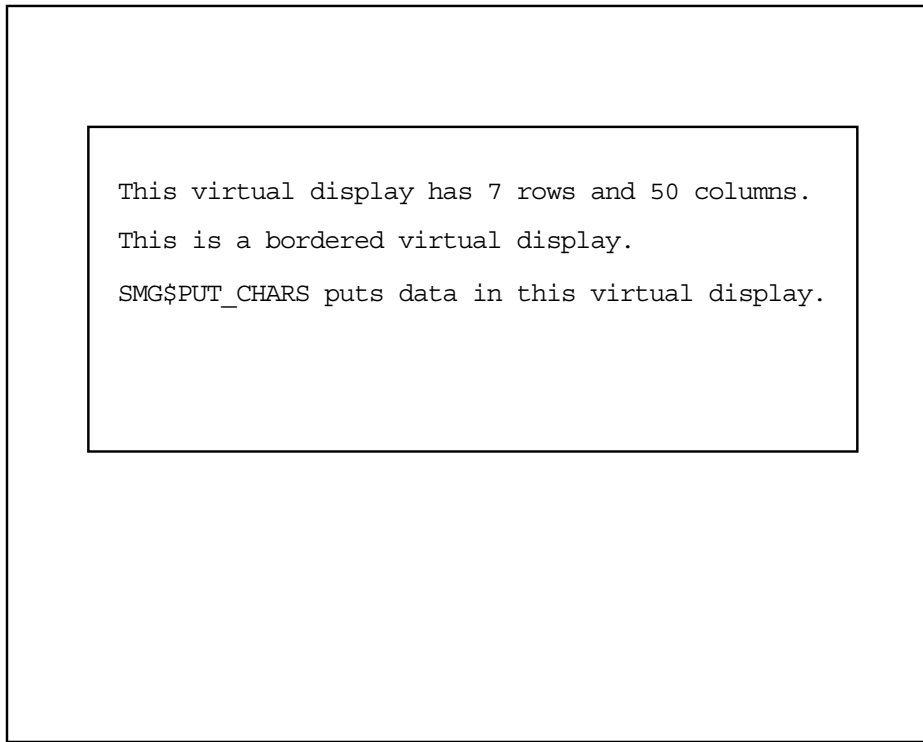 This virtual display has 7 rows and 50 columns.
This is a bordered virtual display.
SMG$PUT_CHARS puts data in this virtual display.